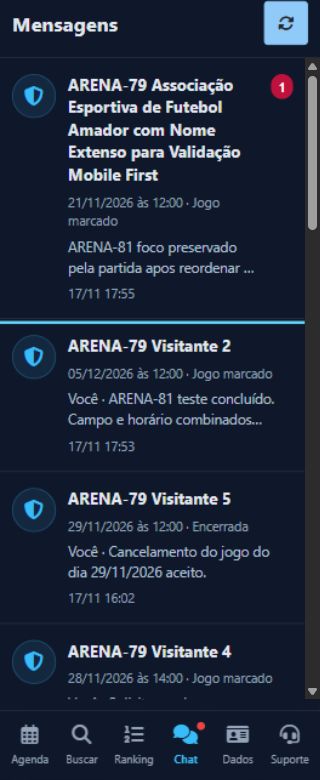 Mensagens
ARENA-79 Associação
Esportiva de Futebol
Amador com Nome
Extenso para Validação
Mobile First
1
21/11/2026 às 12:00 · Jogo
marcado
ARENA-81 foco preservado
pela partida apos reordenar ...
17/11 17:55
ARENA-79 Visitante 2
05/12/2026 às 12:00 · Jogo marcado
Você · ARENA-81 teste concluído.
Campo e horário combinados...
17/11 17:53
ARENA-79 Visitante 5
29/11/2026 às 12:00 · Encerrada
Você · Cancelamento do jogo do
dia 29/11/2026 aceito.
17/11 16:02
ARENA-79 Visitante 4
28/11/2026 às 14:00 · Jogo marcado
Agenda
Buscar
Ranking
Chat
Dados
Suporte